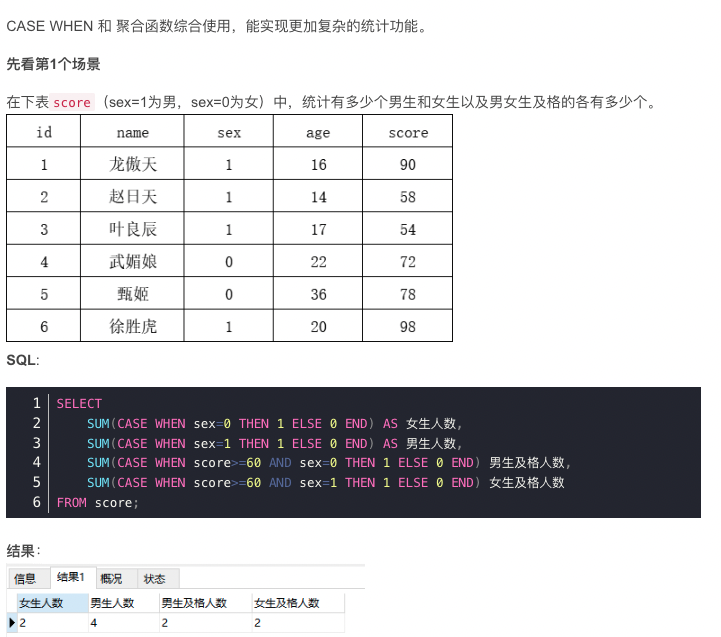 CASE WHEN 和 聚合函数综合使用，能实现更加复杂的统计功能。
先看第1个场景
在下表 score （sex=1为男，sex=0为女）中，统计有多少个男生和女生以及男女生及格的各有多少个。
id name sex age score
1 龙傲天 1 16 90
2 赵日天 1 14 58
3 叶良辰 1 17 54
4 武媚娘 0 22 72
5 甄姬 0 36 78
6 徐胜虎 1 20 98
SQL:
1 SELECT
2 SUM(CASE WHEN sex=0 THEN 1 ELSE 0 END) AS 女生人数,
3 SUM(CASE WHEN sex=1 THEN 1 ELSE 0 END) AS 男生人数,
4 SUM(CASE WHEN score>=60 AND sex=0 THEN 1 ELSE 0 END) 男生及格人数,
5 SUM(CASE WHEN score>=60 AND sex=1 THEN 1 ELSE 0 END) 女生及格人数
6 FROM score;
结果：
信息 结果1 概况 状态
女生人数 男生人数 男生及格人数 女生及格人数
2 4 2 2